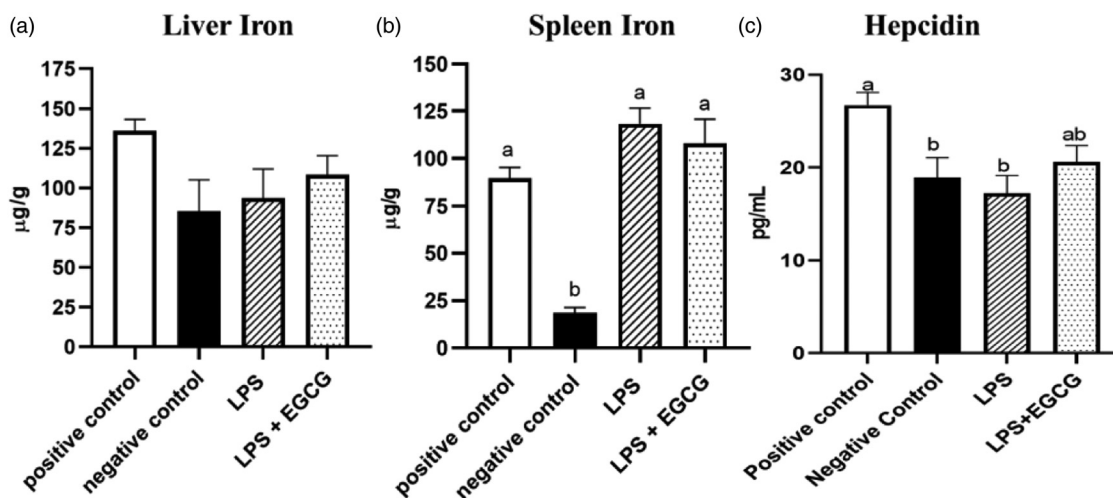 (a) Liver Iron
175
150
125
100
75
50
25
0
µg/g
positive control
negative control
LPS
LPS + EGCG
(b) Spleen Iron
150
125
100
75
50
25
0
µg/g
a
b
a
a
positive control
negative control
LPS
LPS + EGCG
(c) Hepcidin
30
20
10
0
pg/mL
a
b
b
ab
Positive Control
Negative Control
LPS
LPS+EGCG